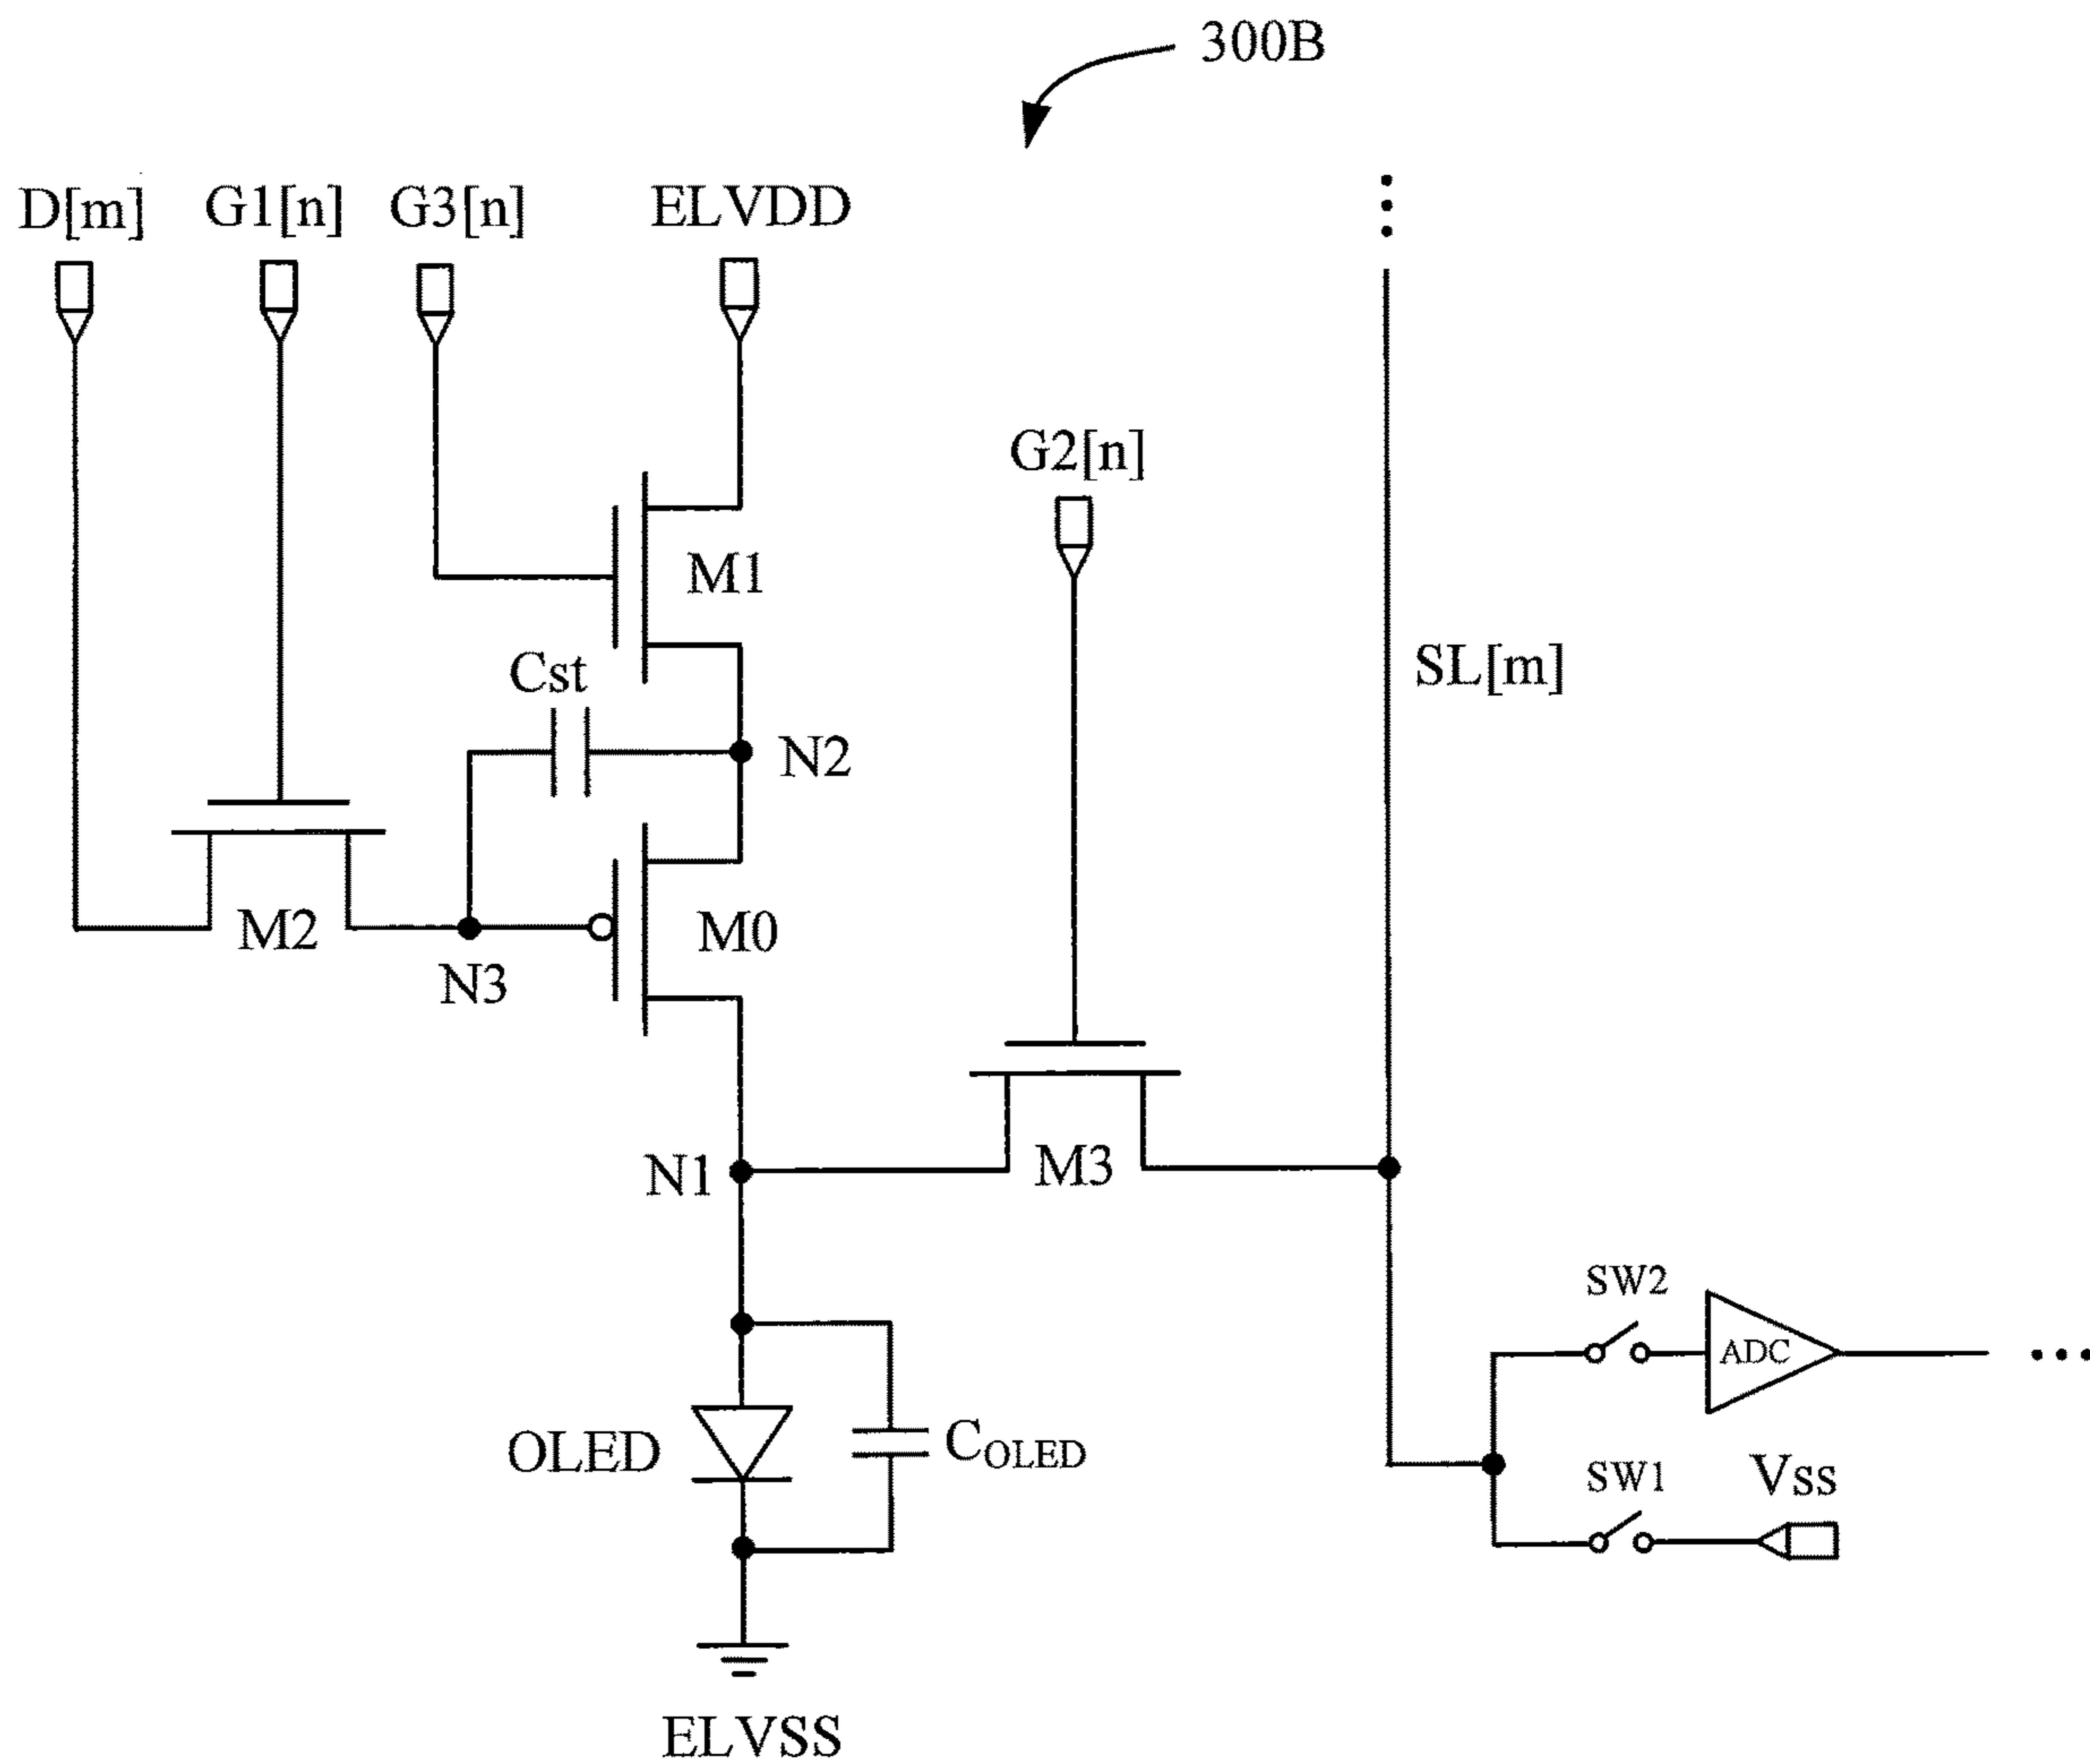 300B
D[m] G1[n] G3[n] ELVDD
G2[n]
M1
Cst
SL[m]
N2
M2
M0
N3
M3
N1
SW2
ADC
OLED
COLED
SW1
Vss
ELVSS